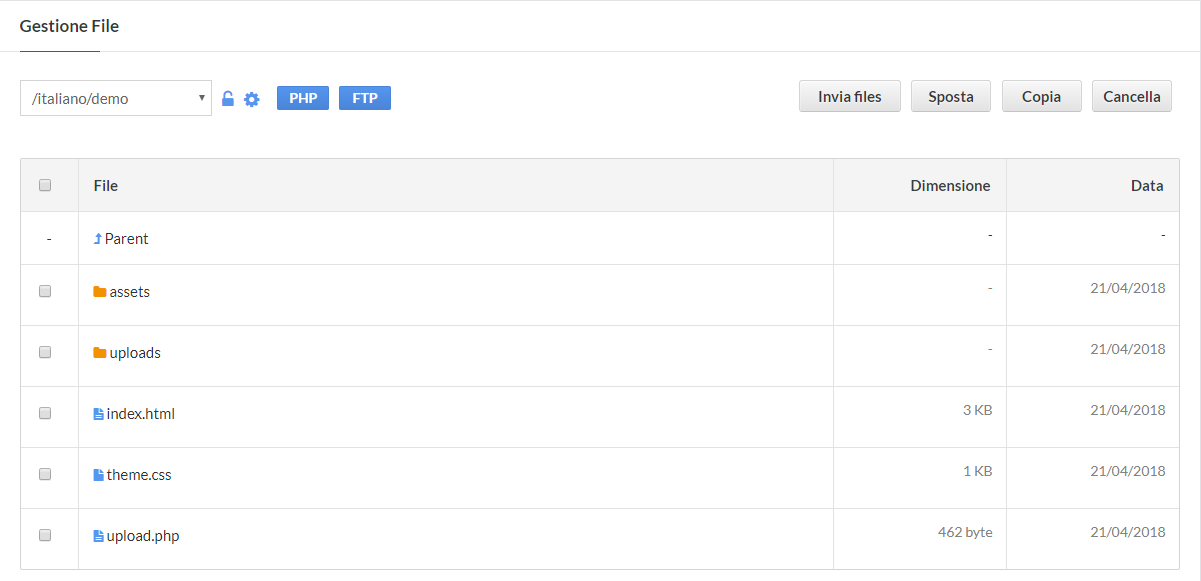 Gestione File
/italiano/demo PHP FTP Invia files Sposta Copia Cancella
File Dimensione Data
- Parent - -
assets - 21/04/2018
uploads - 21/04/2018
index.html 3 KB 21/04/2018
theme.css 1 KB 21/04/2018
upload.php 462 byte 21/04/2018